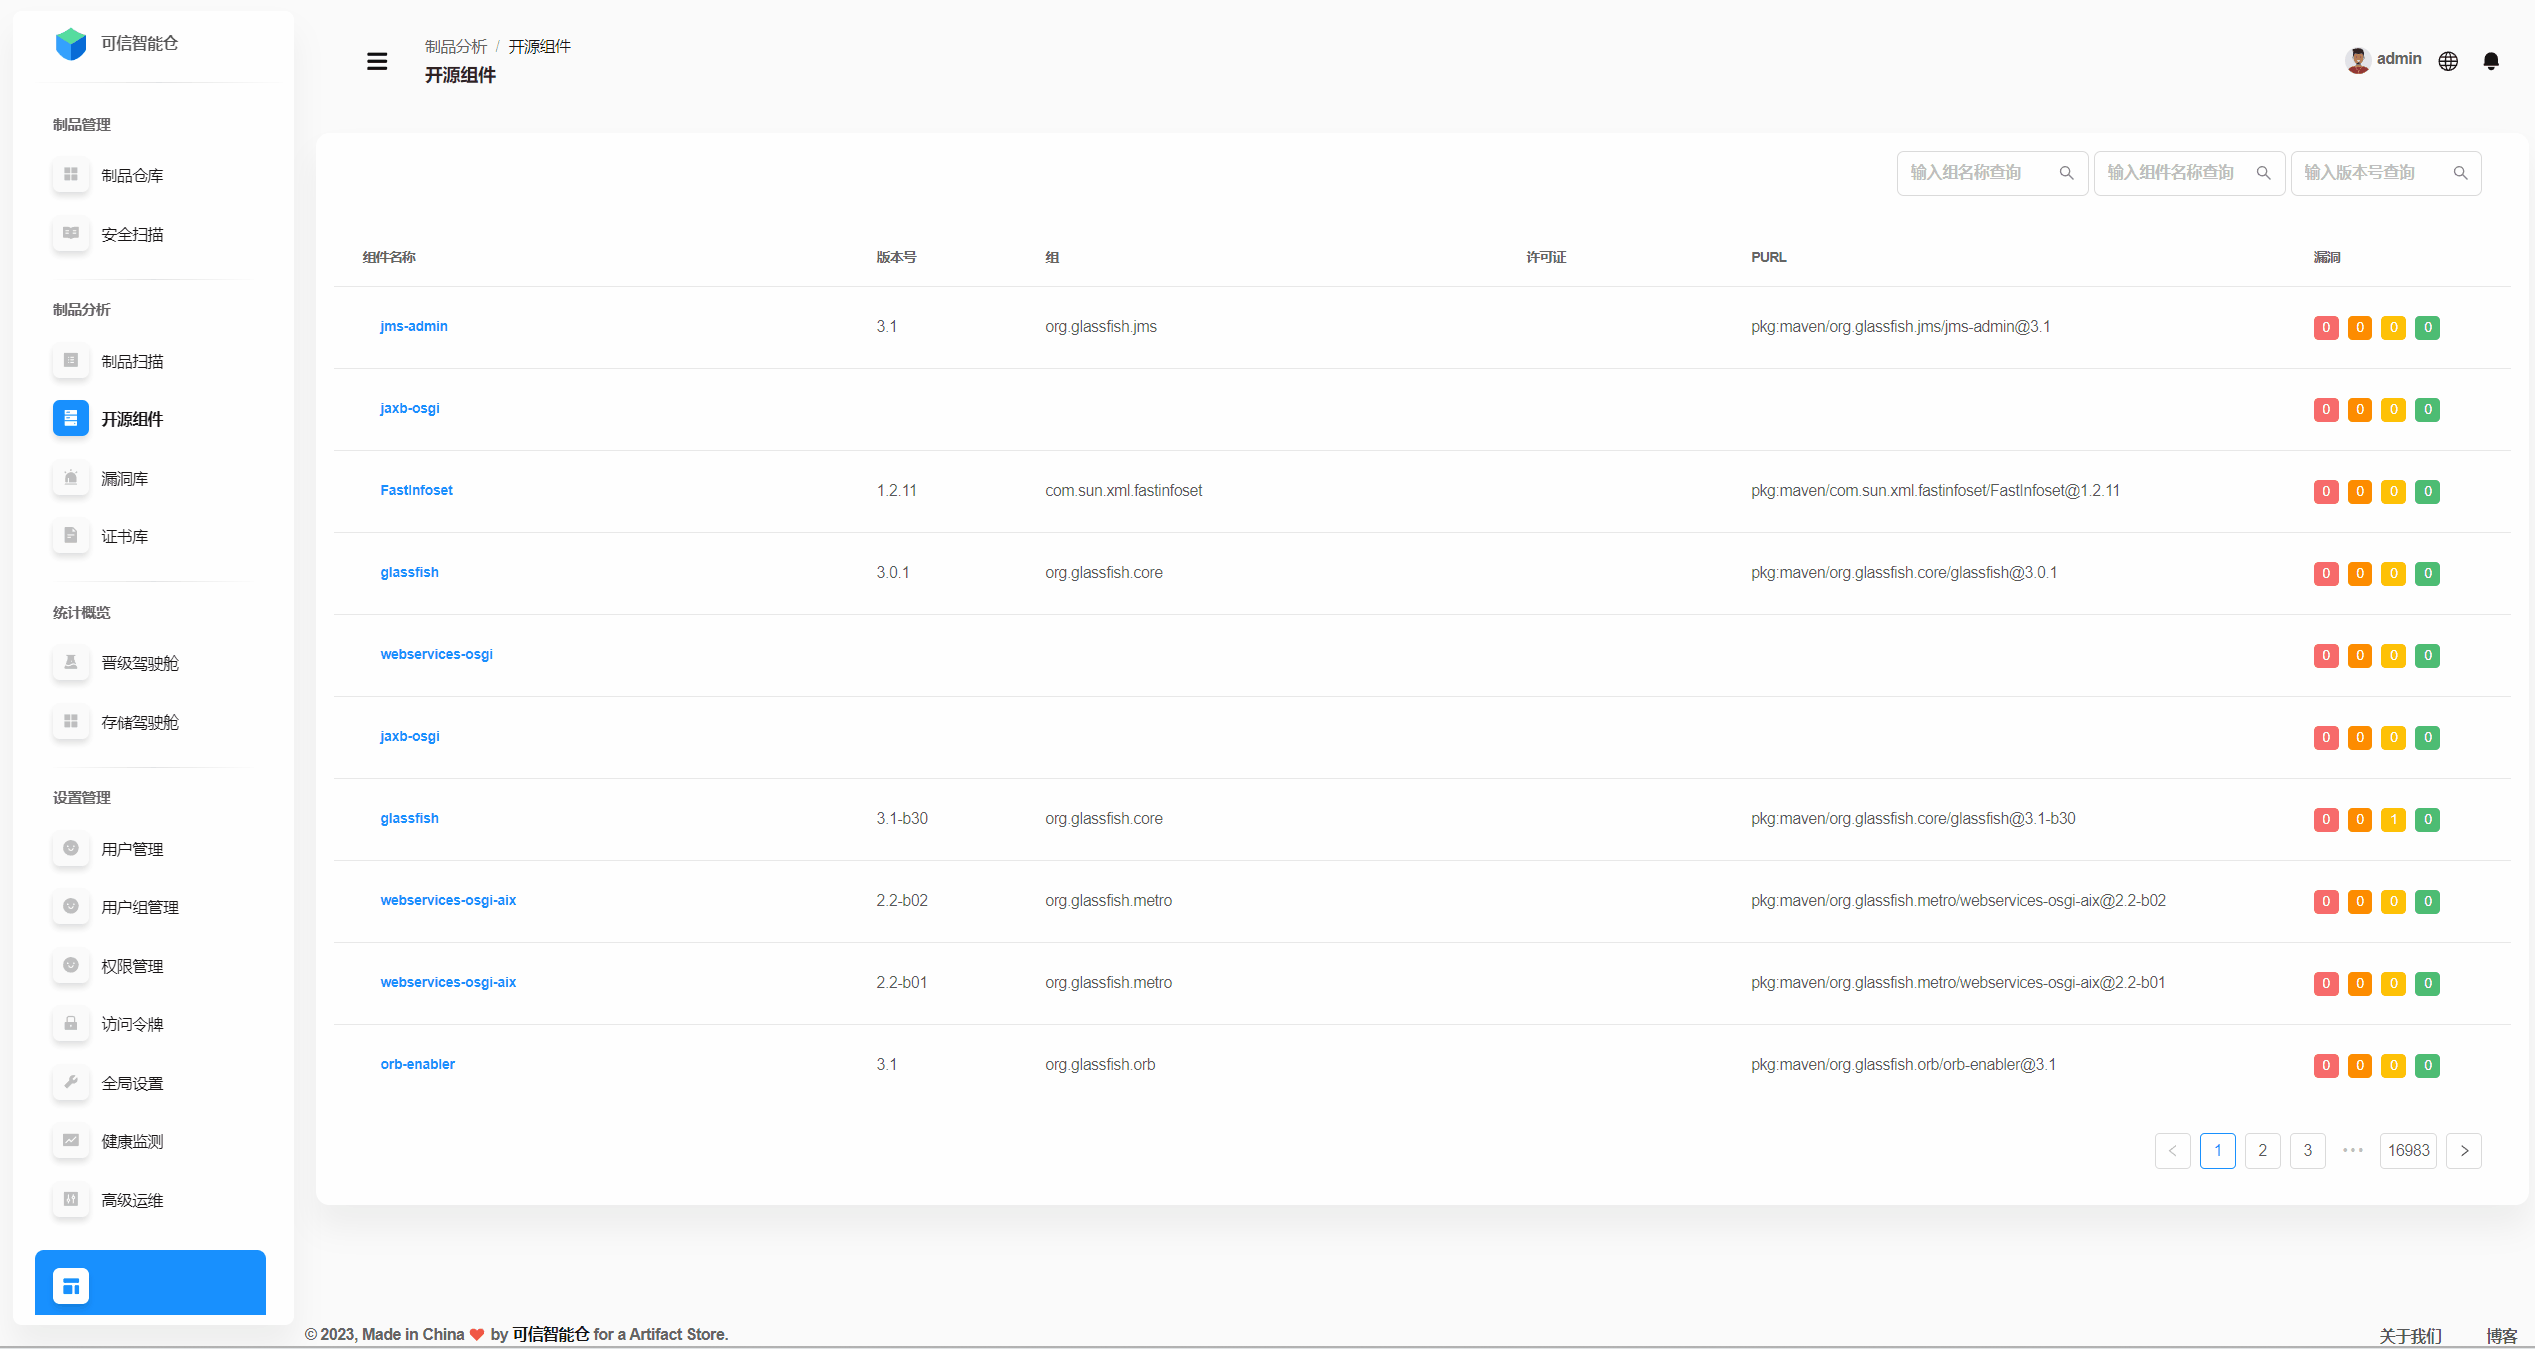 可信智能仓
制品管理
制品仓库
安全扫描
制品分析
制品扫描
开源组件
漏洞库
证书库
统计概览
晋级驾驶舱
存储驾驶舱
设置管理
用户管理
用户组管理
权限管理
访问令牌
全局设置
健康监测
高级运维
制品分析 / 开源组件
开源组件
admin
输入组名称查询 输入组件名称查询 输入版本号查询
组件名称 版本号 组 许可证 PURL 漏洞
jms-admin 3.1 org.glassfish.jms pkg:maven/org.glassfish.jms/jms-admin@3.1 0 0 0 0
jaxb-osgi 0 0 0 0
FastInfoset 1.2.11 com.sun.xml.fastinfoset pkg:maven/com.sun.xml.fastinfoset/FastInfoset@1.2.11 0 0 0 0
glassfish 3.0.1 org.glassfish.core pkg:maven/org.glassfish.core/glassfish@3.0.1 0 0 0 0
webservices-osgi 0 0 0 0
jaxb-osgi 0 0 0 0
glassfish 3.1-b30 org.glassfish.core pkg:maven/org.glassfish.core/glassfish@3.1-b30 0 0 1 0
webservices-osgi-aix 2.2-b02 org.glassfish.metro pkg:maven/org.glassfish.metro/webservices-osgi-aix@2.2-b02 0 0 0 0
webservices-osgi-aix 2.2-b01 org.glassfish.metro pkg:maven/org.glassfish.metro/webservices-osgi-aix@2.2-b01 0 0 0 0
orb-enabler 3.1 org.glassfish.orb pkg:maven/org.glassfish.orb/orb-enabler@3.1 0 0 0 0
< 1 2 3 ••• 16983 >
© 2023, Made in China ❤ by 可信智能仓 for a Artifact Store.
关于我们 博客